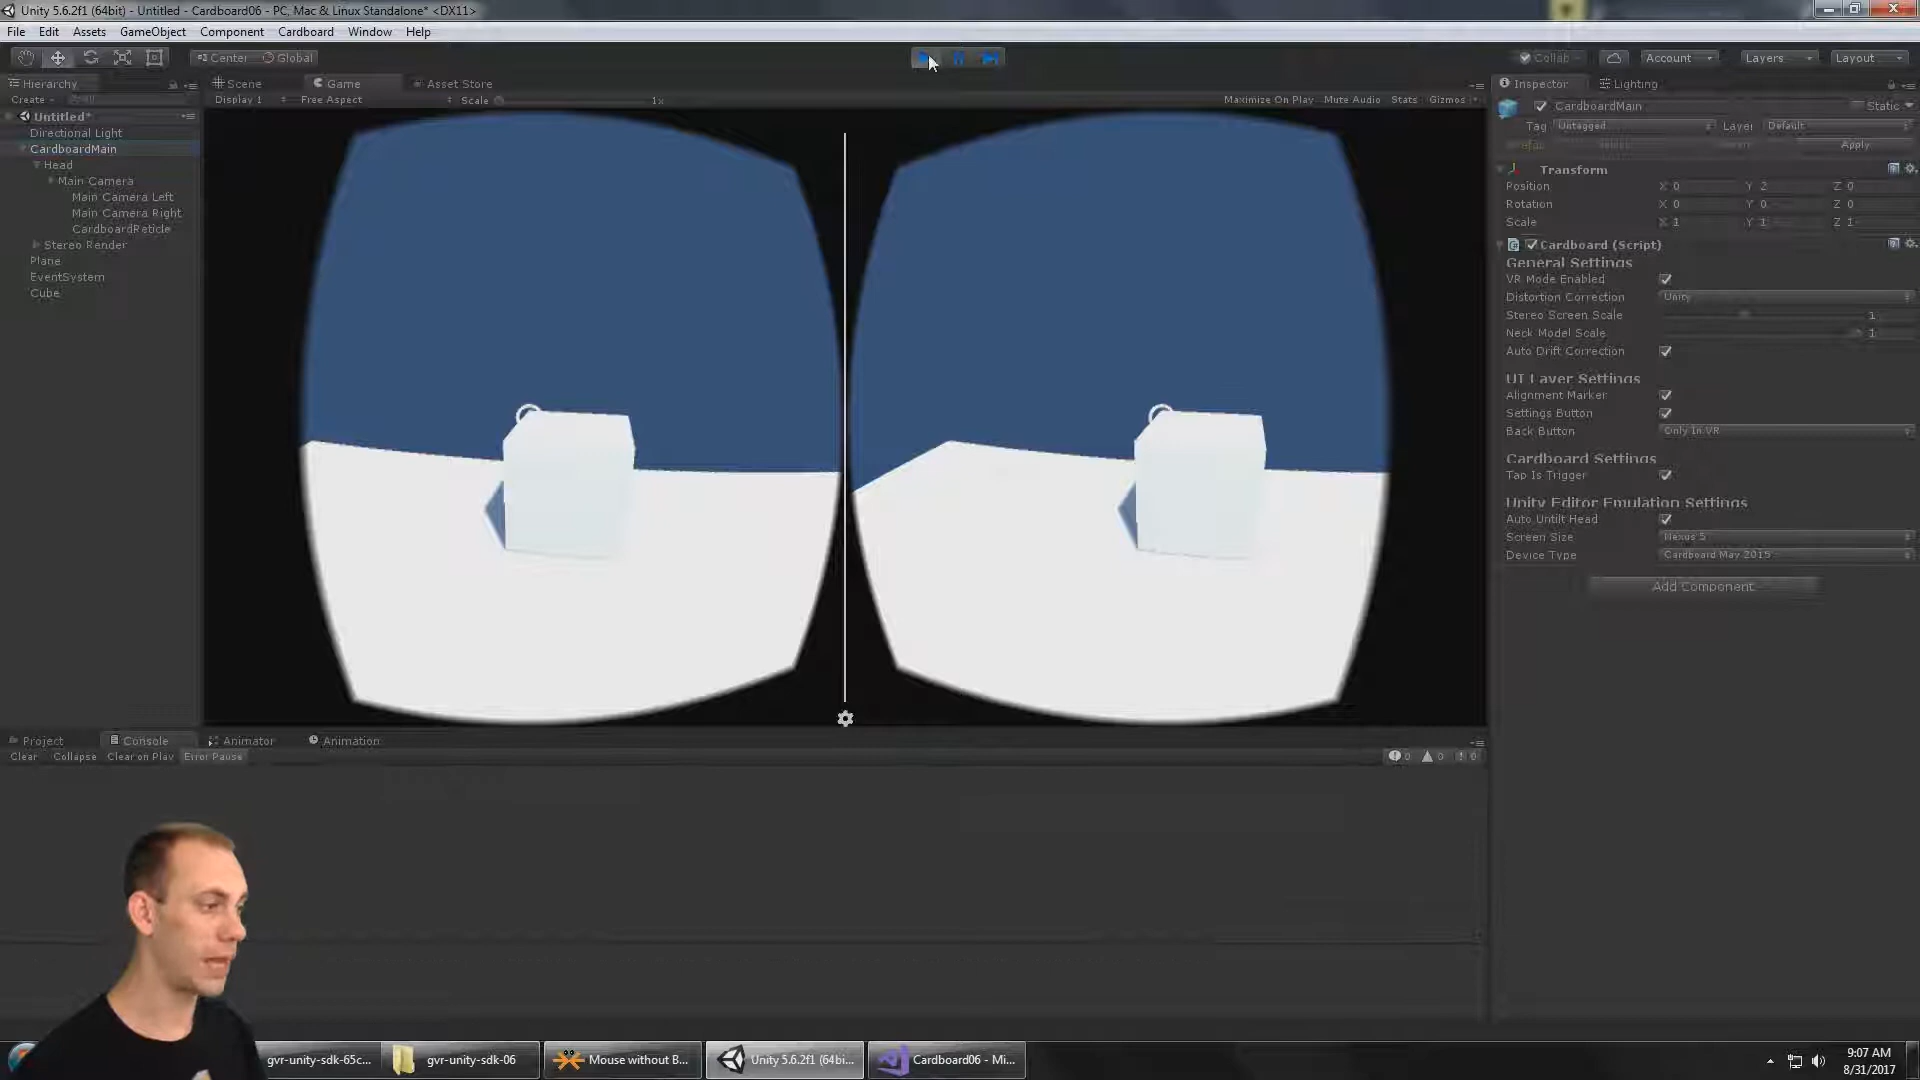 Unity 5.6.2f1 (64bit) - Untitled - Cardboard06 - PC, Mac & Linux Standalone* <DX11>
File Edit Assets GameObject Component Cardboard Window Help
Center Global Collab Account Layers Layout
Hierarchy Scene Game Asset Store Inspector Lighting
Create Display 1 Free Aspect Scale 1x Maximize On Play Mute Audio Stats Gizmos
CardboardMain Static
Untitled*
Tag Untagged Layer Default
Directional Light
CardboardMain
Apply
Head
Transform
Main Camera
Position X 0 Y 2 Z 0
Main Camera Left
Rotation X 0 Y 0 Z 0
Main Camera Right
Scale X 1 Y 1 Z 1
CardboardReticle
Stereo Render
Cardboard (Script)
Plane
General Settings
EventSystem
VR Mode Enabled
Cube
Distortion Correction Unity
Stereo Screen Scale 1
Neck Model Scale 1
Auto Drift Correction
UI Layer Settings
Alignment Marker
Settings Button
Back Button Only In VR
Cardboard Settings
Tap Is Trigger
Unity Editor Emulation Settings
Auto Untilt Head
Screen Size Nexus 5
Device Type Cardboard May 2015
Add Component
Project Console Animator Animation
Clear Collapse Clear on Play Error Pause 0 0 0
gvr-unity-sdk-65c... gvr-unity-sdk-06 Mouse without B... Unity 5.6.2f1 (64bi... Cardboard06 - Mi...
9:07 AM
8/31/2017